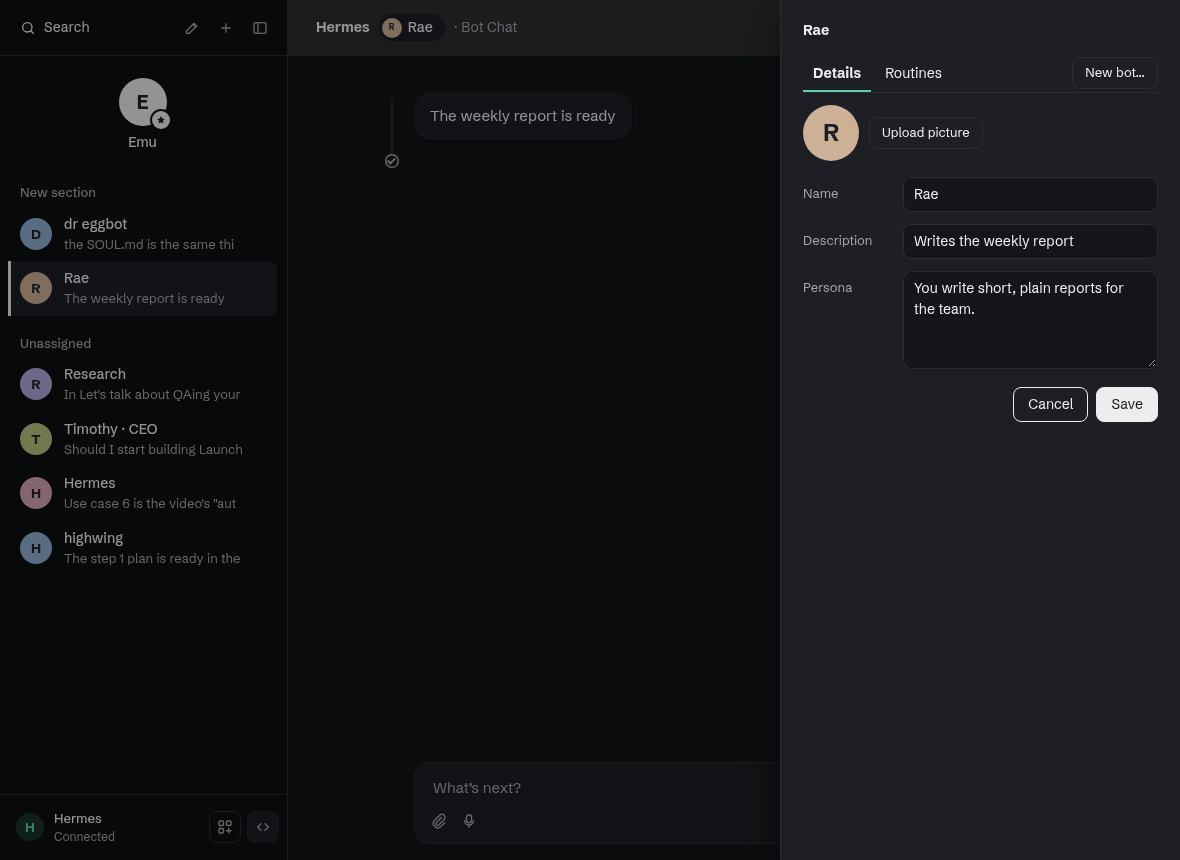 Search
E
Emu
New section
D
dr eggbot
the SOUL.md is the same thi
R
Rae
The weekly report is ready
Unassigned
R
Research
In Let's talk about QAing your
T
Timothy · CEO
Should I start building Launch
H
Hermes
Use case 6 is the video's "aut
H
highwing
The step 1 plan is ready in the
H
Hermes
Connected
Hermes R Rae · Bot Chat
The weekly report is ready
What's next?
Rae
Details Routines New bot...
R Upload picture
Name Rae
Description Writes the weekly report
Persona You write short, plain reports for
the team.
Cancel Save